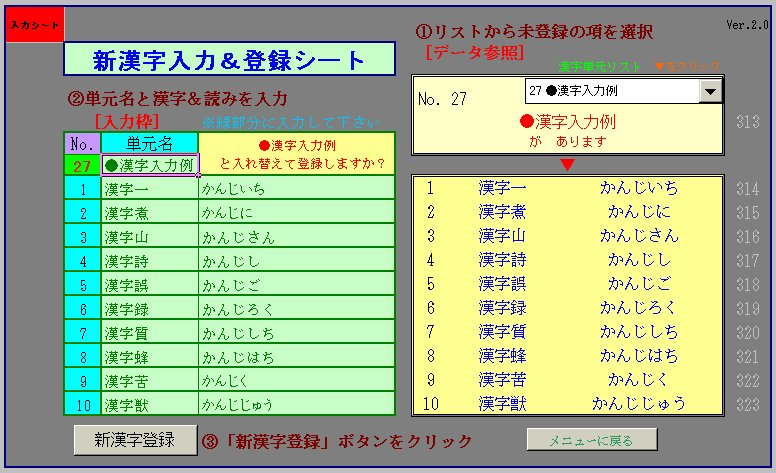 入力シート
新漢字入力＆登録シート
①リストから未登録の項を選択
Ver.2.0
[データ参照]
漢字単元リスト ▼をクリック
No. 27
27 ●漢字入力例
●漢字入力例
が あります
313
②単元名と漢字＆読みを入力
[入力枠] ※緑部分に入力して下さい
No. 単元名 ●漢字入力例
27 ●漢字入力例 と入れ替えて登録しますか？
1 漢字一 かんじいち
2 漢字煮 かんじに
3 漢字山 かんじさん
4 漢字詩 かんじし
5 漢字誤 かんじご
6 漢字録 かんじろく
7 漢字質 かんじしち
8 漢字蜂 かんじはち
9 漢字苦 かんじく
10 漢字獣 かんじじゅう
▼
1 漢字一 かんじいち 314
2 漢字煮 かんじに 315
3 漢字山 かんじさん 316
4 漢字詩 かんじし 317
5 漢字誤 かんじご 318
6 漢字録 かんじろく 319
7 漢字質 かんじしち 320
8 漢字蜂 かんじはち 321
9 漢字苦 かんじく 322
10 漢字獣 かんじじゅう 323
新漢字登録 ③「新漢字登録」ボタンをクリック
メニューに戻る